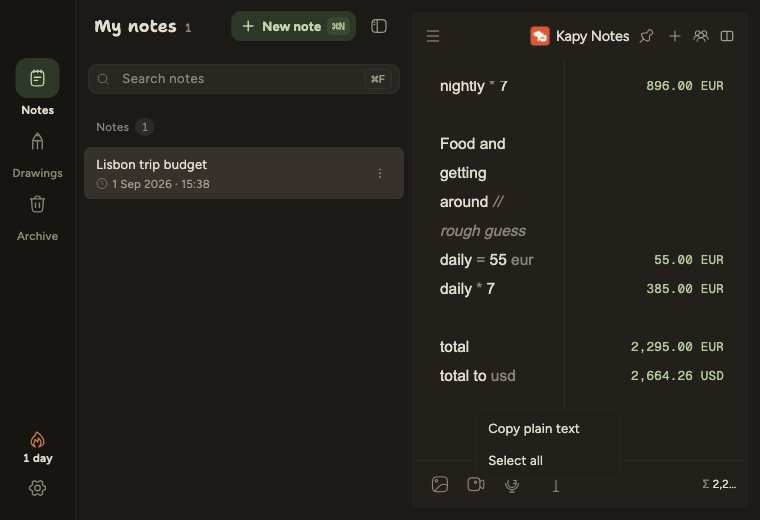 My notes 1
+ New note ⌘N
Search notes ⌘F
Notes 1
Lisbon trip budget
1 Sep 2026 · 15:38
Notes
Drawings
Archive
1 day
Kapy Notes
nightly * 7 896.00 EUR
Food and
getting
around //
rough guess
daily = 55 eur 55.00 EUR
daily * 7 385.00 EUR
total 2,295.00 EUR
total to usd 2,664.26 USD
Copy plain text
Select all
Σ 2,2...